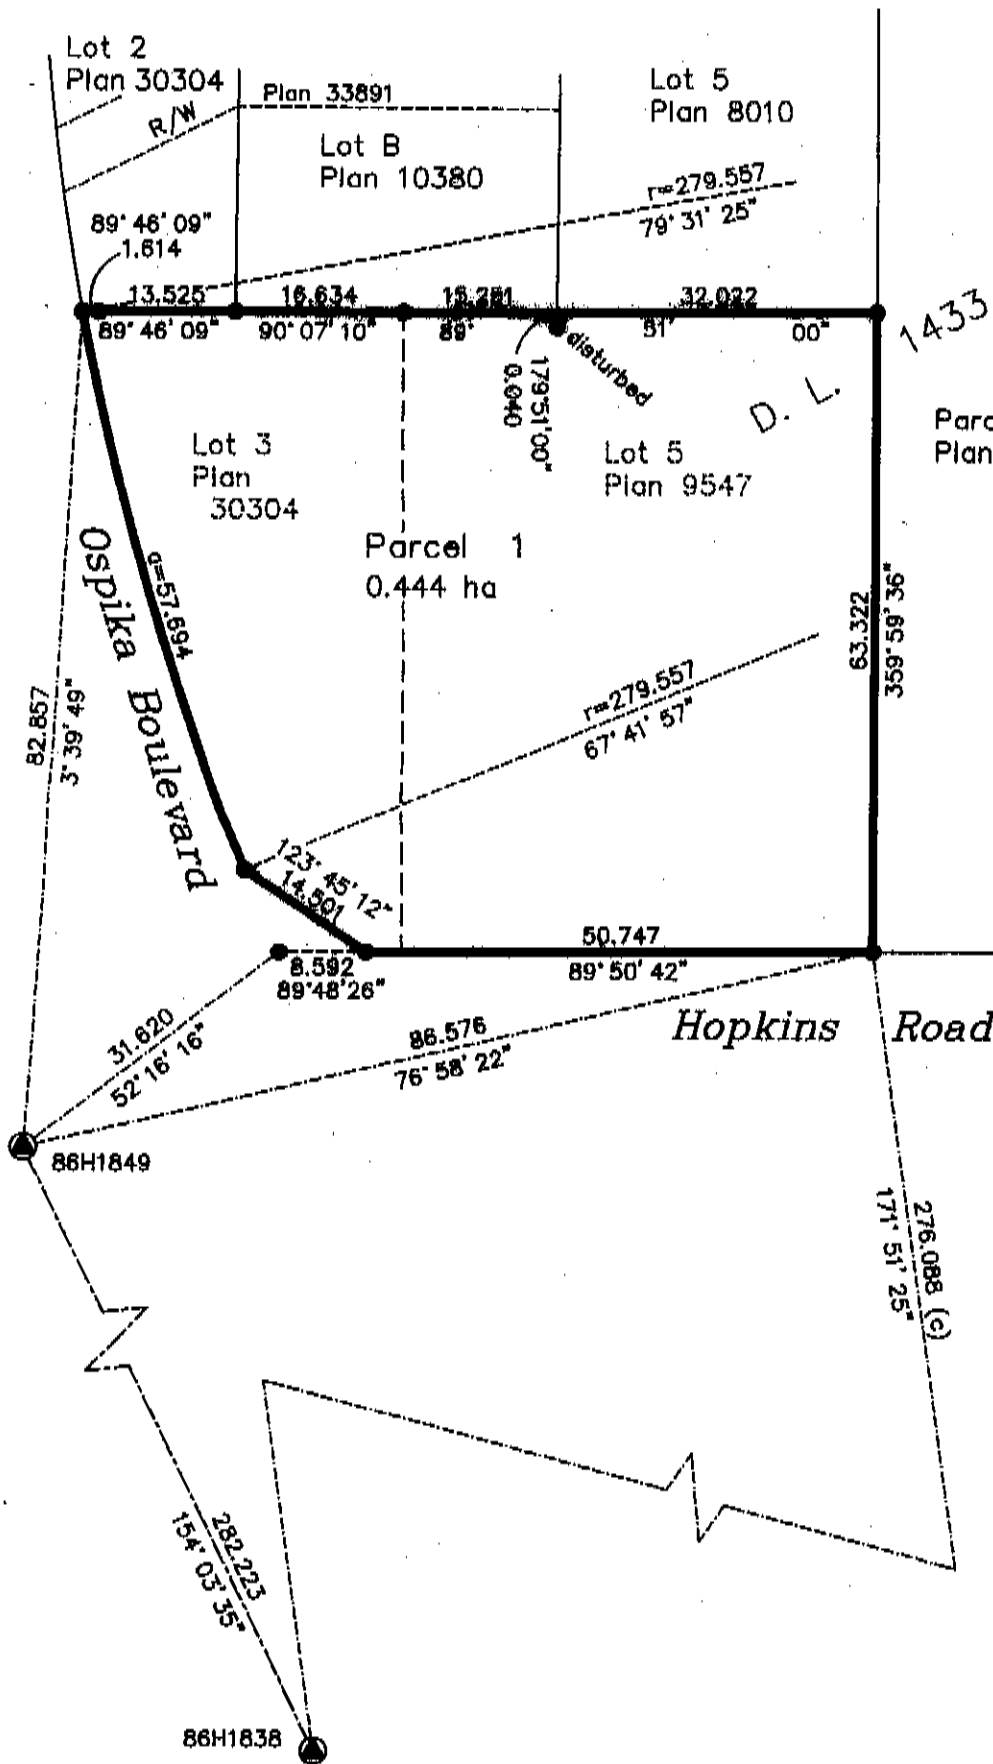 Lot 2
Plan 30304
R/W
Plan 33891
Lot B
Plan 10380
Lot 5
Plan 8010
r=279.557
79° 31' 25"
89° 46' 09"
1.614
13.525
89° 46' 09"
16.634
90° 07' 10"
15.281
89°
32.022
51'
00"
disturbed
179°51'00"
0.040
1433
D. L.
Parc
Plan
Lot 3
Plan
30304
Lot 5
Plan 9547
Parcel 1
0.444 ha
Ospika Boulevard
a=57.694
82.857
3° 39' 49"
63.322
359° 59' 36"
r=279.557
67° 41' 57"
123° 45' 12"
14.501
50.747
89° 50' 42"
8.592
89°48'26"
31.620
52° 16' 16"
86.576
76° 58' 22"
Hopkins Road
86H1849
276.088 (c)
171° 51' 25"
282.223
154° 03' 35"
86H1838